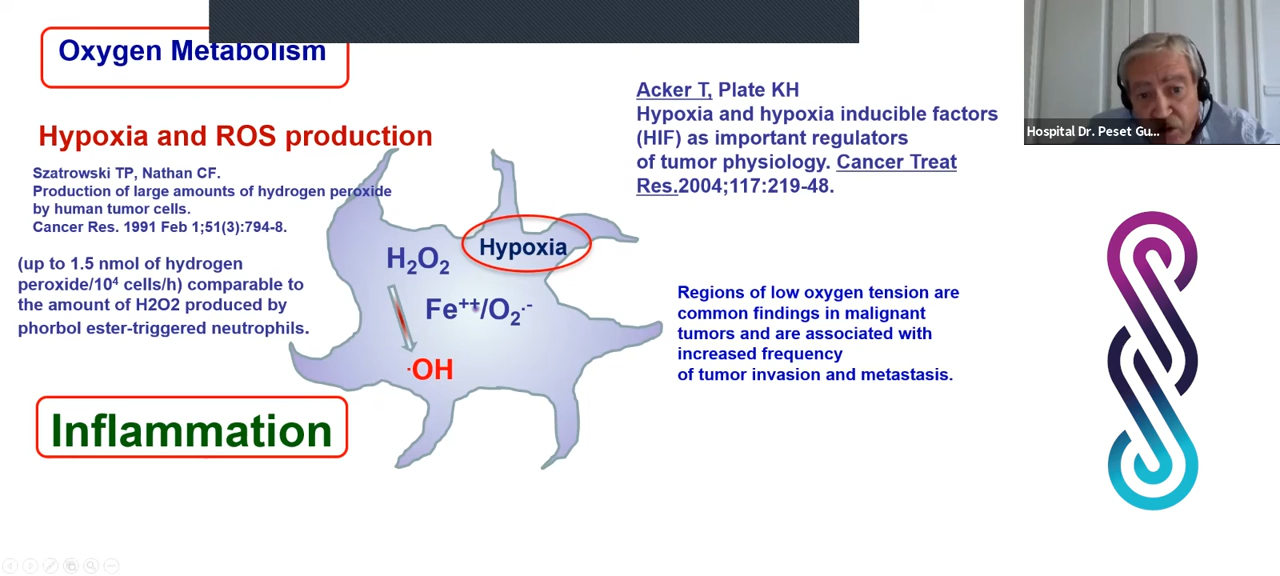 Oxygen Metabolism
Hypoxia and ROS production
Szatrowski TP, Nathan CF.
Production of large amounts of hydrogen peroxide
by human tumor cells.
Cancer Res. 1991 Feb 1;51(3):794-8.
(up to 1.5 nmol of hydrogen
peroxide/10⁴ cells/h) comparable to
the amount of H2O2 produced by
phorbol ester-triggered neutrophils.
Inflammation
H₂O₂
Hypoxia
Fe⁺⁺/O₂·⁻
·OH
Acker T, Plate KH
Hypoxia and hypoxia inducible factors
(HIF) as important regulators
of tumor physiology. Cancer Treat
Res.2004;117:219-48.
Regions of low oxygen tension are
common findings in malignant
tumors and are associated with
increased frequency
of tumor invasion and metastasis.
Hospital Dr. Peset Gu...